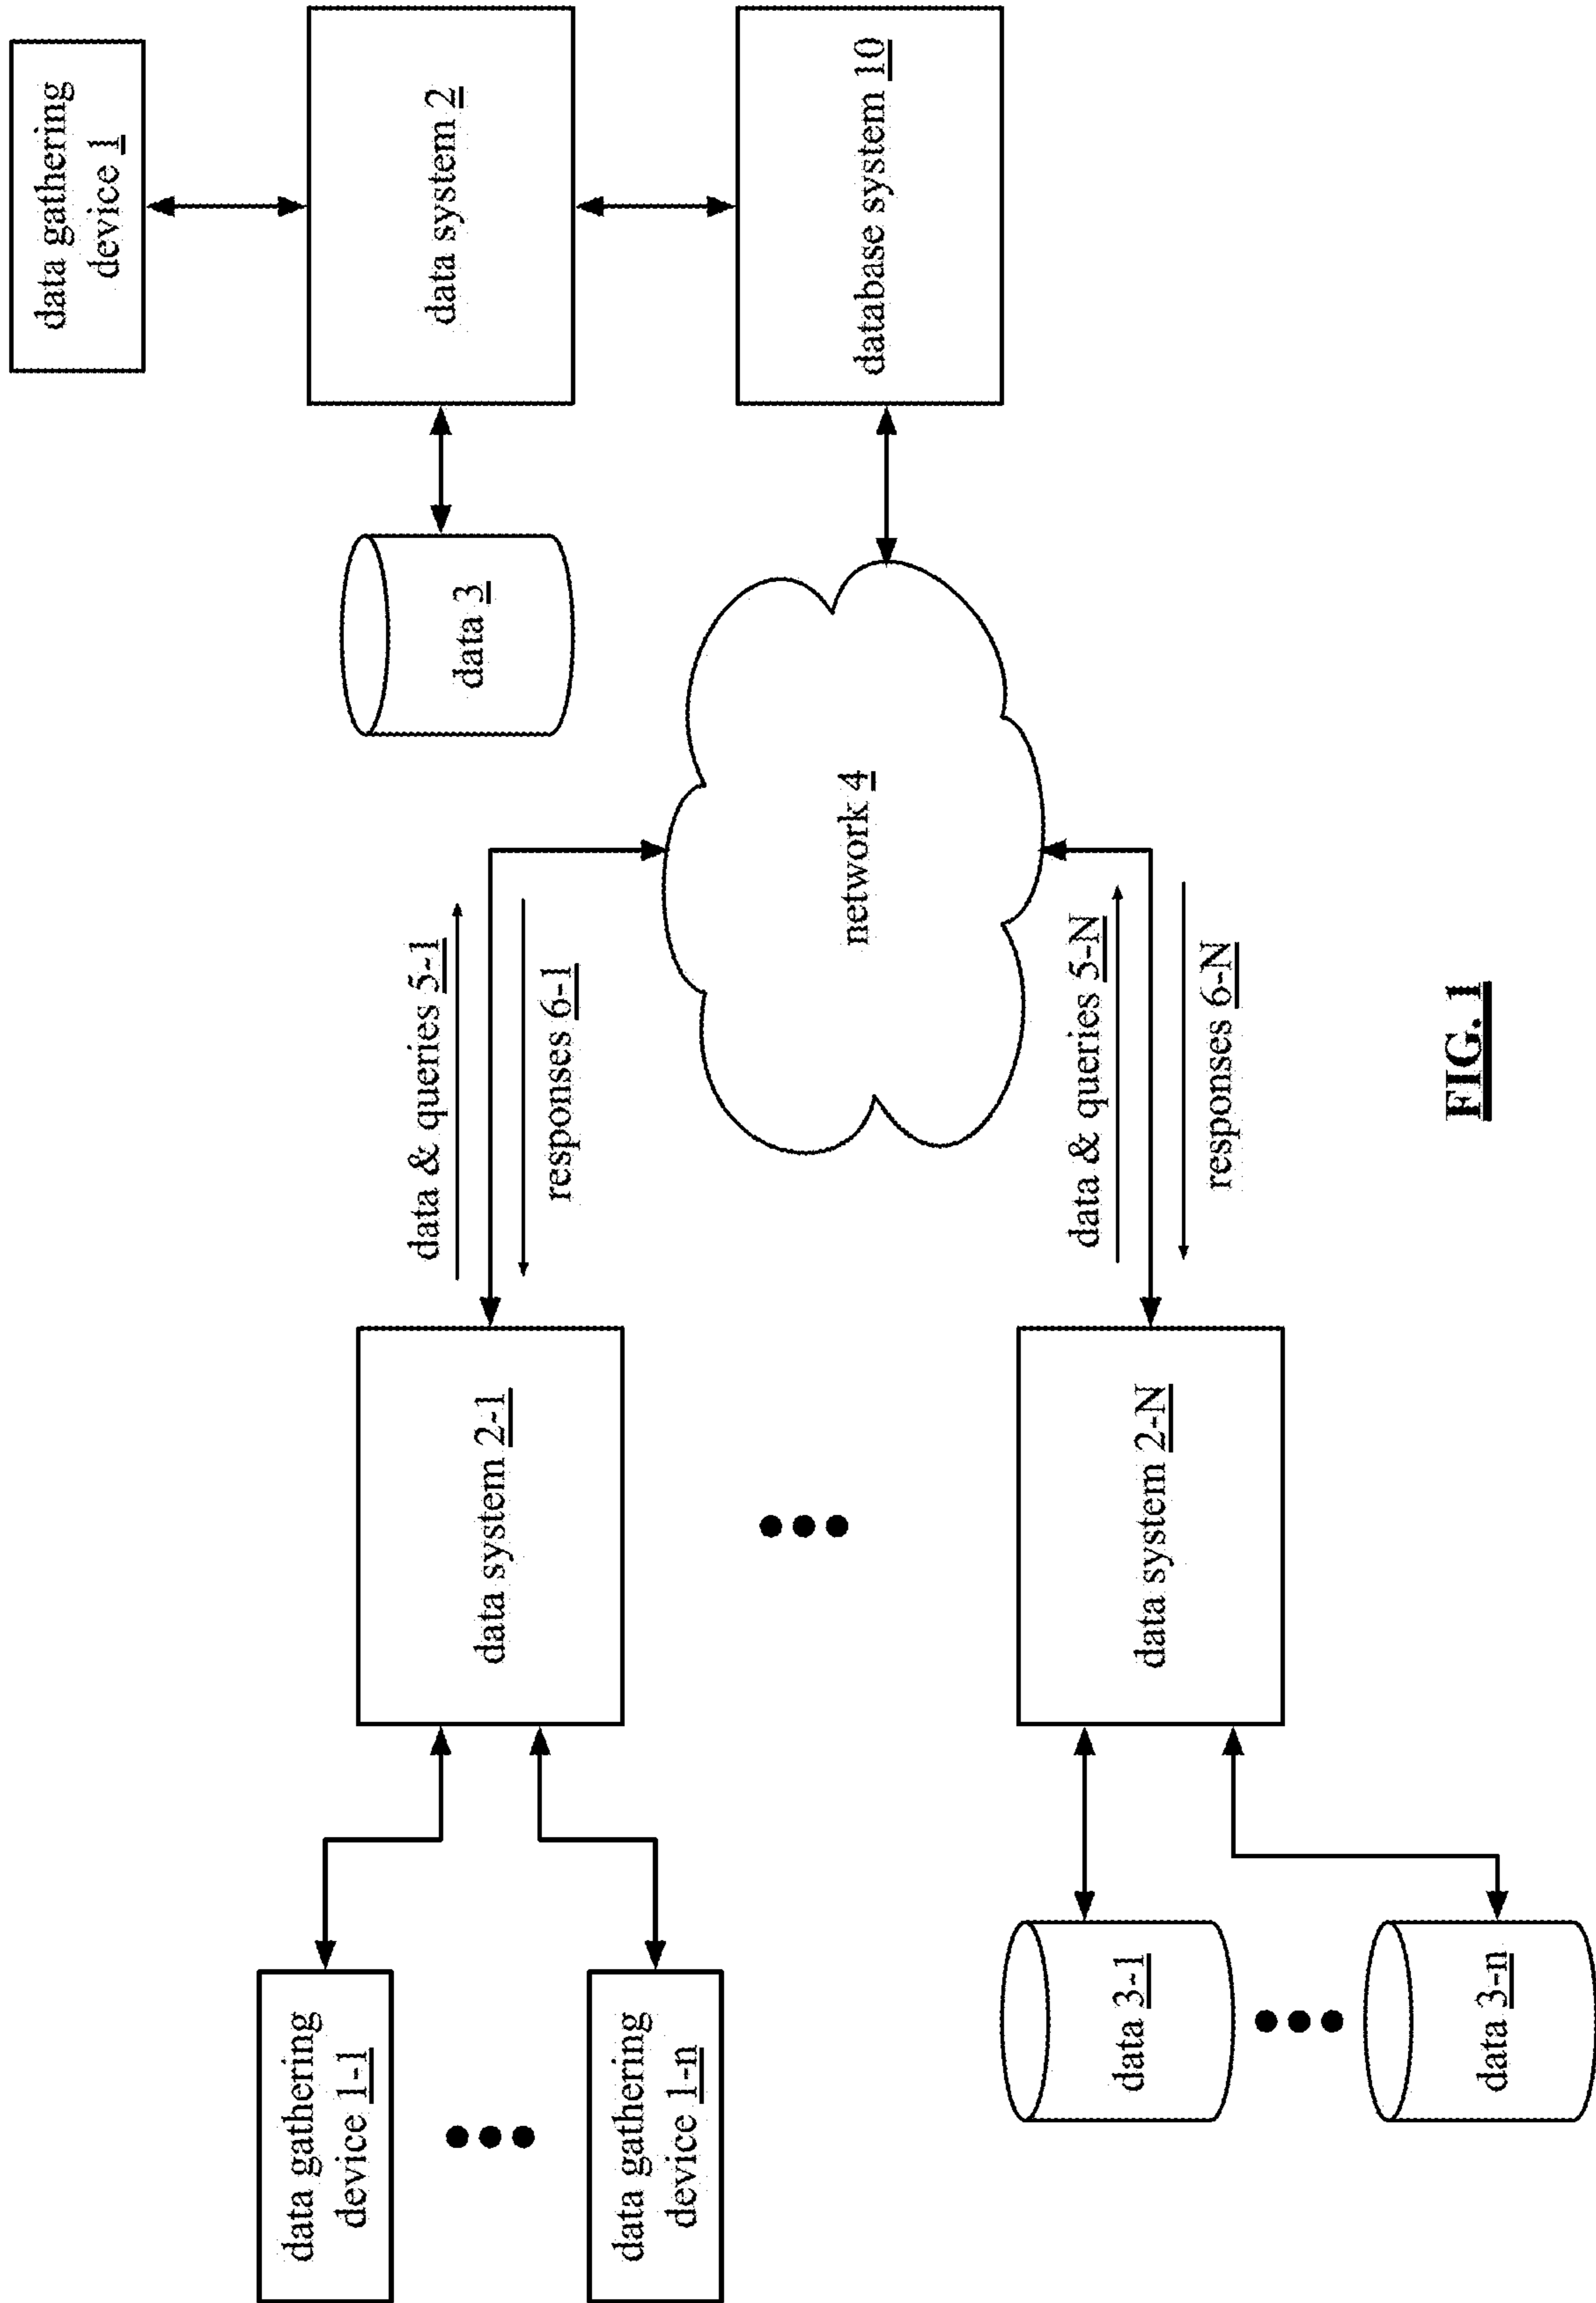 data gathering
device 1-1
data gathering
device 1-n
data system 2-1
data & queries 5-1
responses 6-1
data 3
data gathering
device 1
data system 2
network 4
database system 10
data 3-1
data 3-n
data system 2-N
data & queries 5-N
responses 6-N
FIG. 1